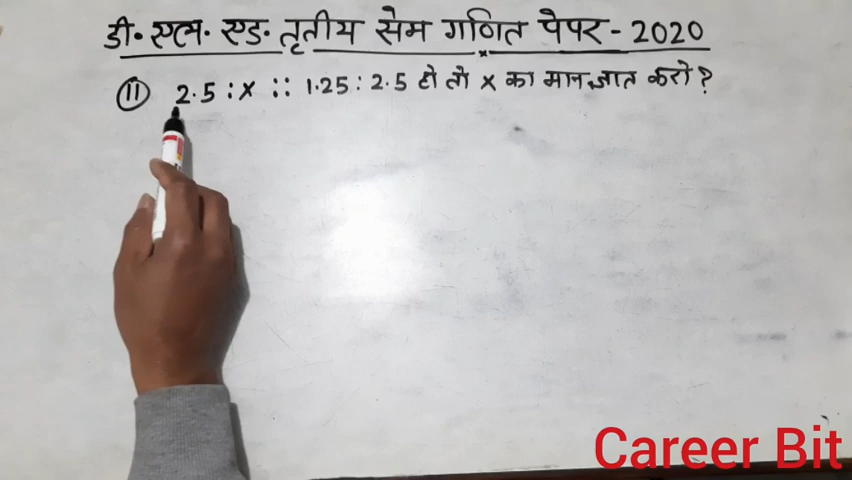 डी. एल. एड. तृतीय सेम गणित पेपर - 2020
11 2.5 : x :: 1.25 : 2.5 हो तो x का मान ज्ञात करो ?
Career Bit